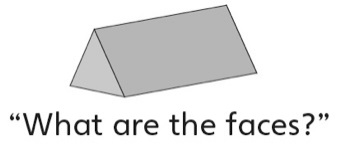 “What are the faces?”